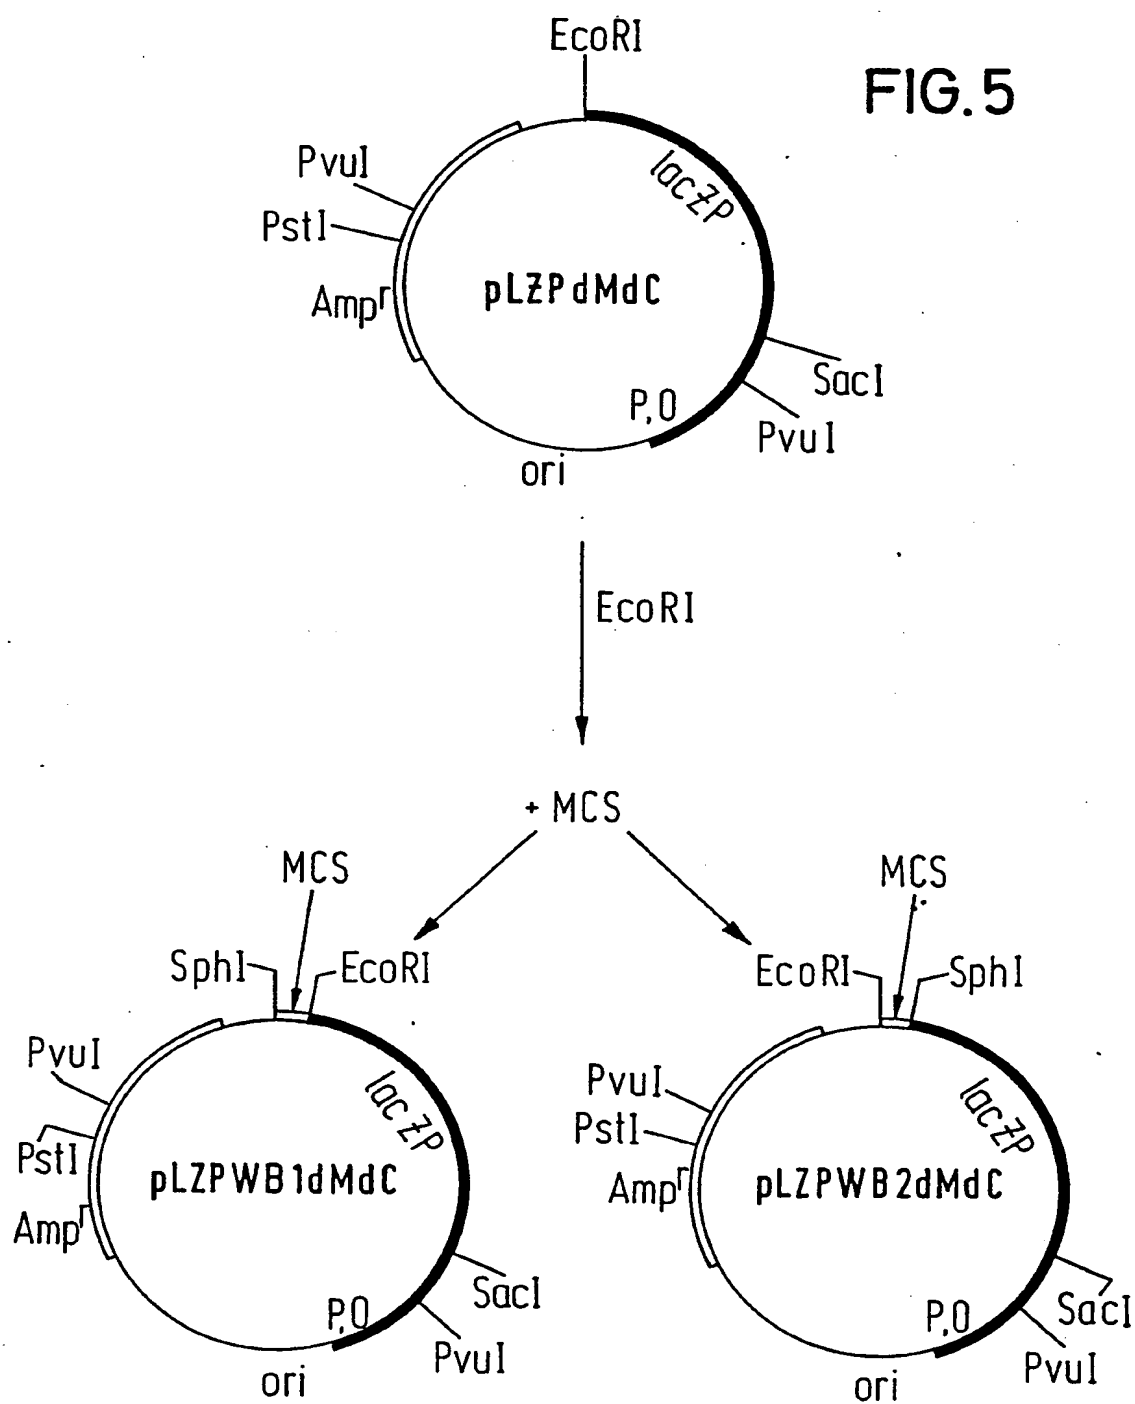 EcoRI
FIG. 5
lacZP
PvuI
PstI
Ampr
pLZPdMdC
SacI
P,O
PvuI
ori
EcoRI
+ MCS
MCS
SphI
EcoRI
PvuI
lacZP
PstI
pLZPWB1dMdC
Ampr
SacI
P,O
PvuI
ori
MCS
EcoRI
SphI
PvuI
lacZP
PstI
Ampr
pLZPWB2dMdC
SacI
P,O
PvuI
ori